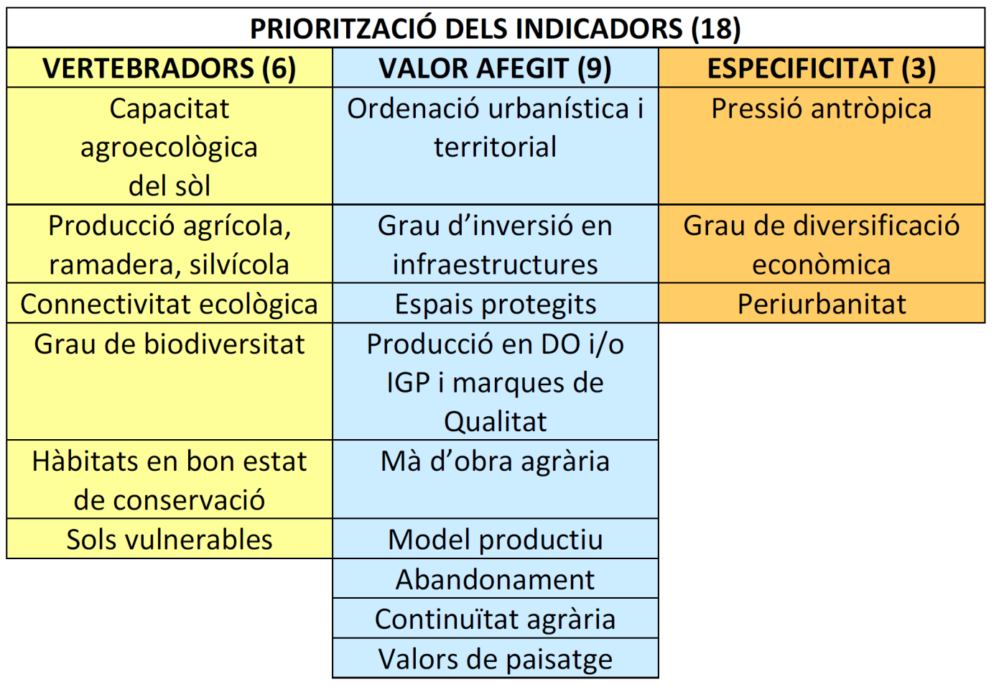 PRIORITZACIÓ DELS INDICADORS (18)
VERTEBRADORS (6)
VALOR AFEGIT (9)
ESPECIFICITAT (3)
Capacitat
agroecològica
del sòl
Ordenació urbanística i
territorial
Pressió antròpica
Producció agrícola,
ramadera, silvícola
Grau d’inversió en
infraestructures
Grau de diversificació
econòmica
Connectivitat ecològica
Espais protegits
Periurbanitat
Grau de biodiversitat
Producció en DO i/o
IGP i marques de
Qualitat
Hàbitats en bon estat
de conservació
Mà d’obra agrària
Sols vulnerables
Model productiu
Abandonament
Continuïtat agrària
Valors de paisatge